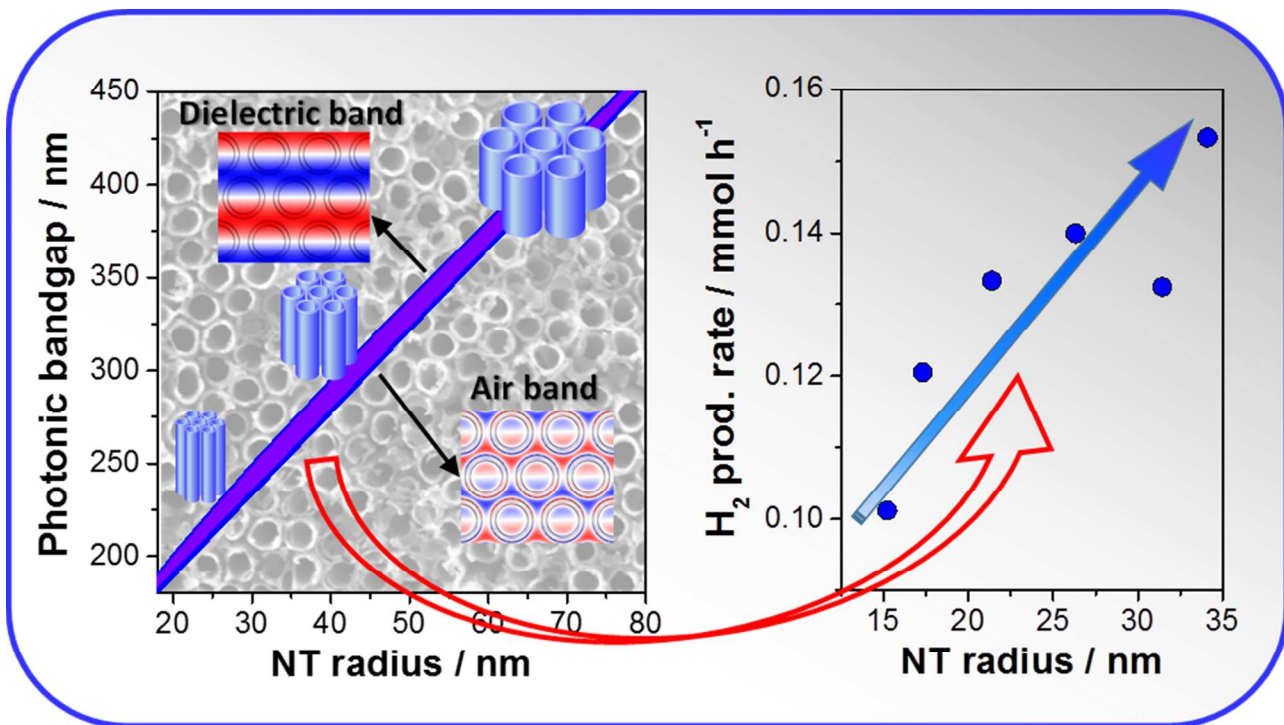 Photonic bandgap / nm
450
400
350
300
250
200
Dielectric band
Air band
20 30 40 50 60 70 80
NT radius / nm
H₂ prod. rate / mmol h⁻¹
0.16
0.14
0.12
0.10
15 20 25 30 35
NT radius / nm